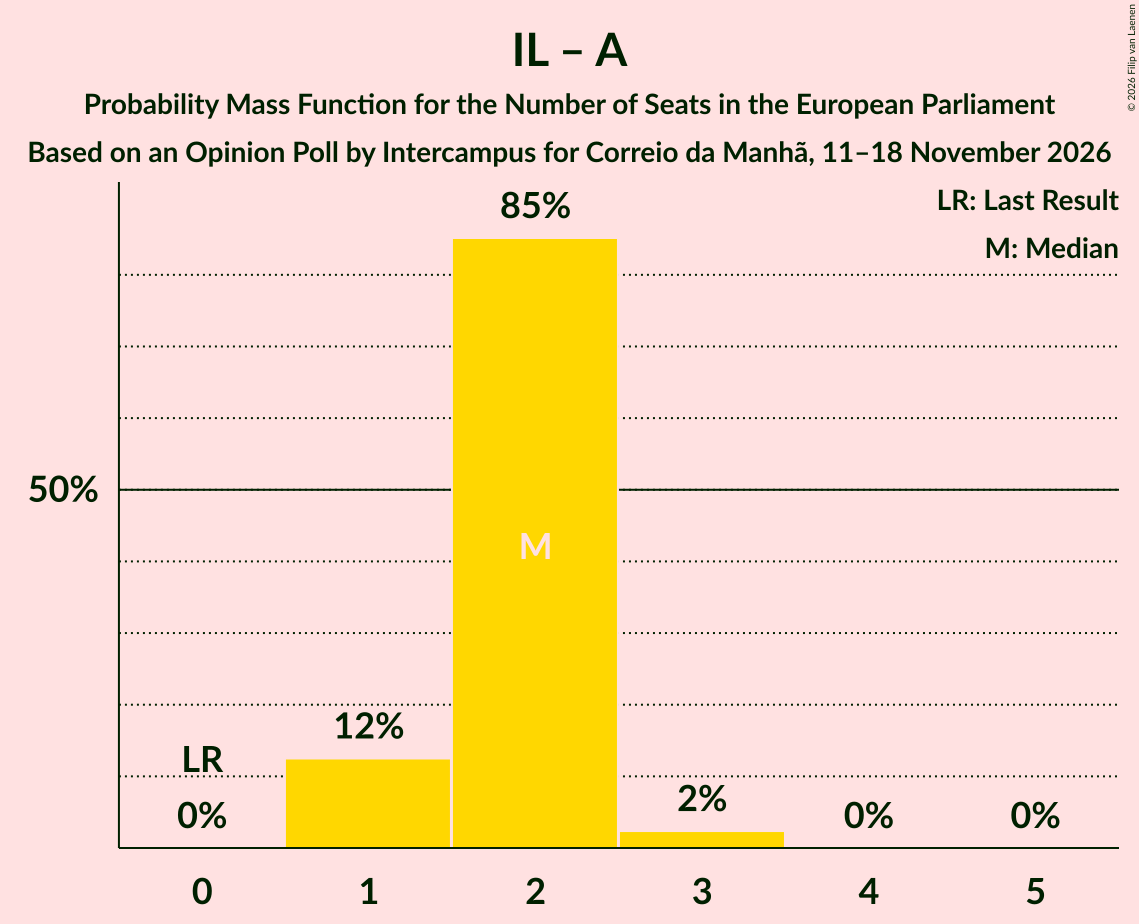 IL – A
Probability Mass Function for the Number of Seats in the European Parliament
Based on an Opinion Poll by Intercampus for Correio da Manhã, 11–18 November 2026
© 2026 Filip van Laenen
LR: Last Result
M: Median
85%
50%
M
12%
LR
2%
0%
0%
0%
0 1 2 3 4 5